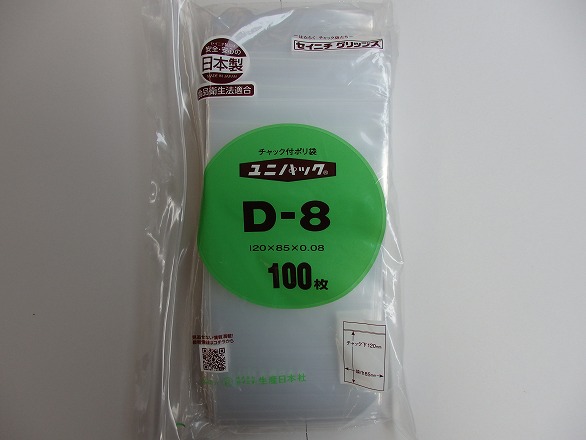 安全・安心の
日本製
MADE IN JAPAN
食品衛生法適合
セイニチ グリップス
チャック付ポリ袋
ユニパック®
D-8
120×85×0.08
100枚
チャック下120mm
袋巾85mm
生産日本社